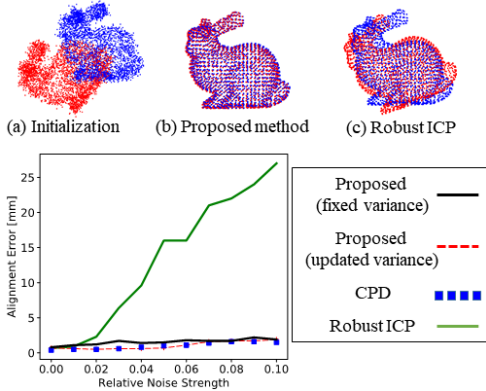 (a) Initialization (b) Proposed method (c) Robust ICP
25
20
15
10
5
0
Alignment Error [mm]
0.00 0.02 0.04 0.06 0.08 0.10
Relative Noise Strength
Proposed
(fixed variance)
Proposed
(updated variance)
CPD
Robust ICP